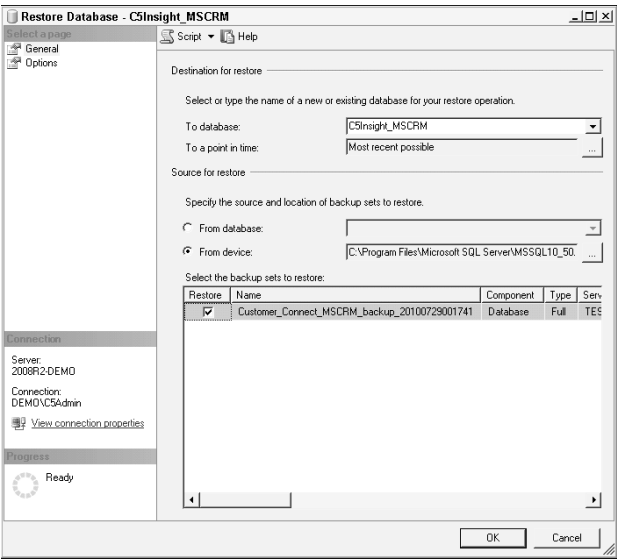 Restore Database - C5Insight_MSCRM
Select a page
General
Options
Script Help
Destination for restore
Select or type the name of a new or existing database for your restore operation.
To database: C5Insight_MSCRM
To a point in time: Most recent possible ...
Source for restore
Specify the source and location of backup sets to restore.
From database:
From device: C:\Program Files\Microsoft SQL Server\MSSQL10_50. ...
Select the backup sets to restore:
Restore Name Component Type Serv
Customer_Connect_MSCRM_backup_20100729001741 Database Full TES
Connection
Server:
2008R2-DEMO
Connection:
DEMO\C5Admin
View connection properties
Progress
Ready
OK Cancel